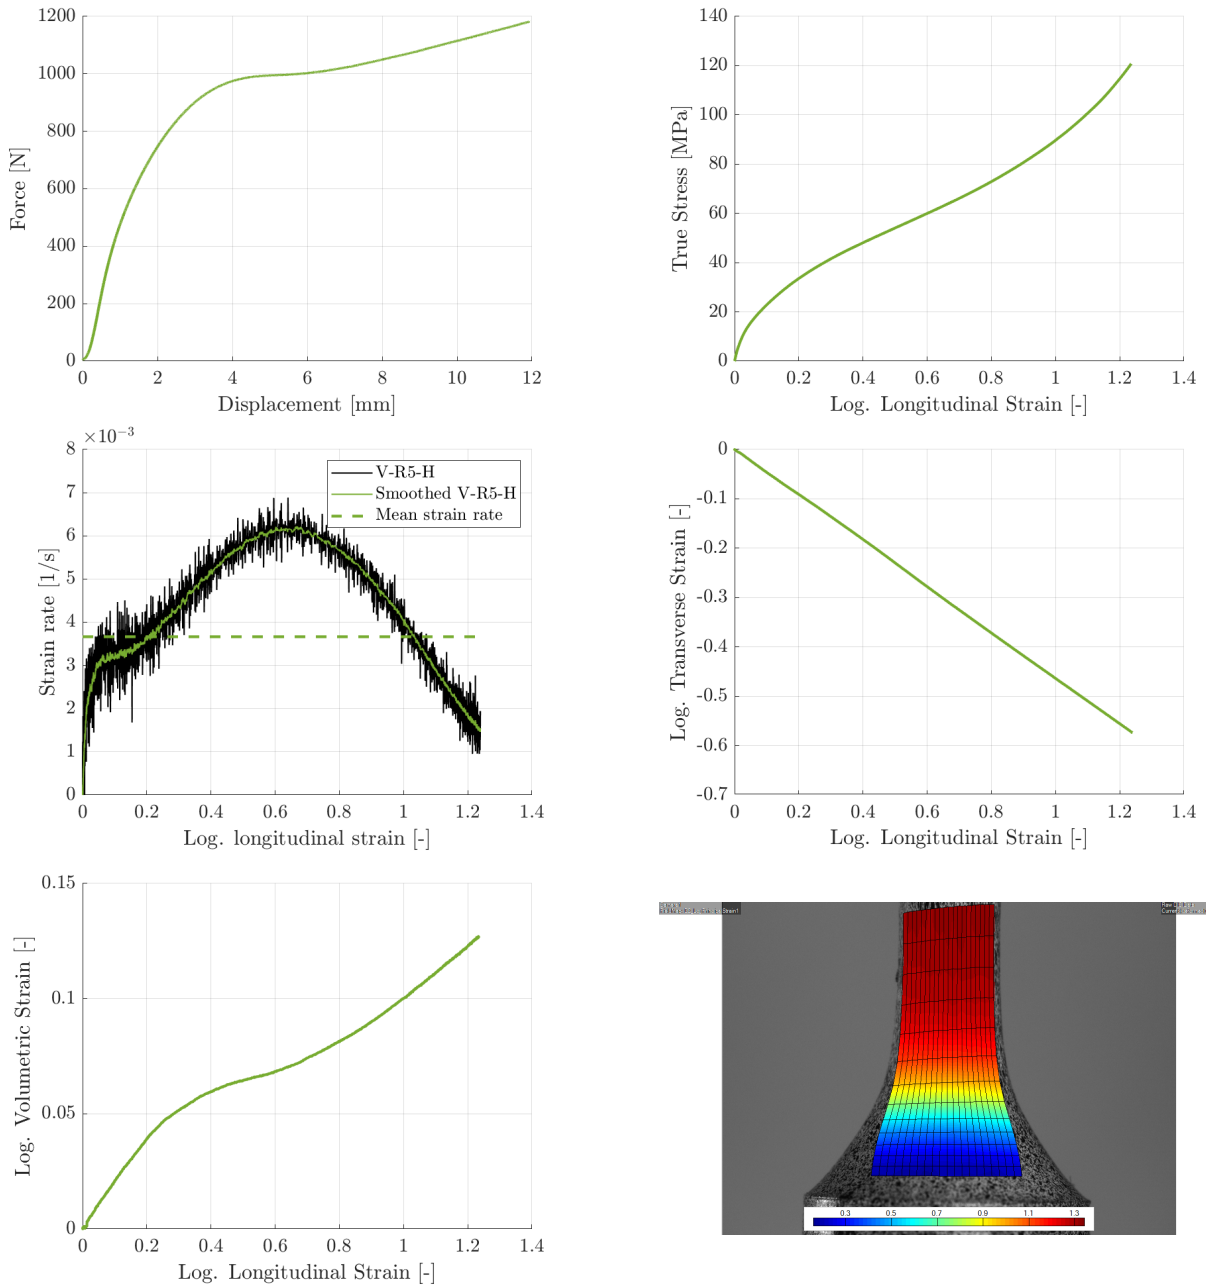 1200
1000
800
600
400
200
0
0 2 4 6 8 10 12
Force [N]
Displacement [mm]
140
120
100
80
60
40
20
0
0 0.2 0.4 0.6 0.8 1 1.2 1.4
True Stress [MPa]
Log. Longitudinal Strain [-]
×10⁻³
8
7
6
5
4
3
2
1
0
0 0.2 0.4 0.6 0.8 1 1.2 1.4
V-R5-H
Smoothed V-R5-H
Mean strain rate
Strain rate [1/s]
Log. longitudinal strain [-]
0
-0.1
-0.2
-0.3
-0.4
-0.5
-0.6
-0.7
0 0.2 0.4 0.6 0.8 1 1.2 1.4
Log. Transverse Strain [-]
Log. Longitudinal Strain [-]
0.15
0.1
0.05
0
0 0.2 0.4 0.6 0.8 1 1.2 1.4
Log. Volumetric Strain [-]
Log. Longitudinal Strain [-]
Strain1
0.3 0.5 0.7 0.9 1.1 1.3